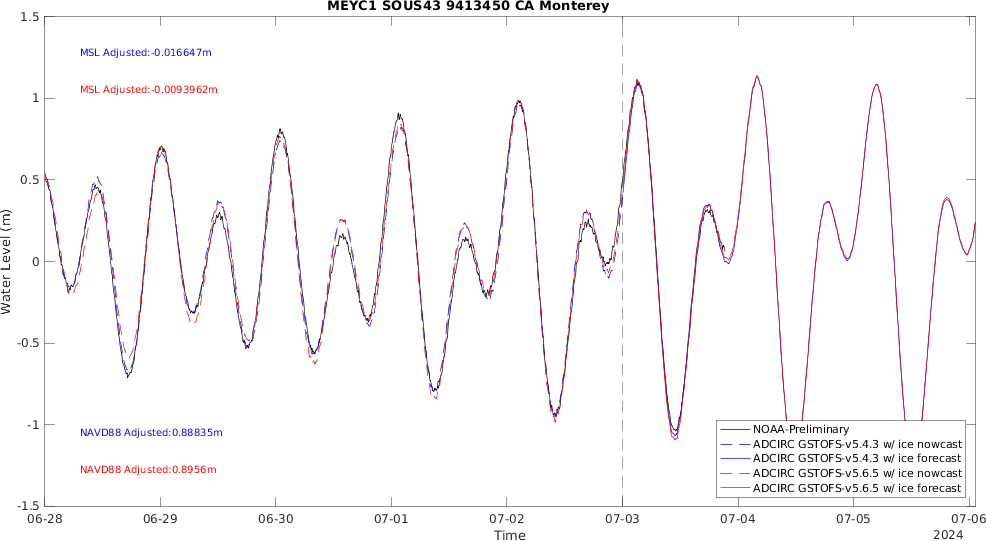 MEYC1 SOUS43 9413450 CA Monterey
1.5
1
0.5
0
-0.5
-1
-1.5
Water Level (m)
MSL Adjusted:-0.016647m
MSL Adjusted:-0.0093962m
NAVD88 Adjusted:0.88835m
NAVD88 Adjusted:0.8956m
NOAA-Preliminary
ADCIRC GSTOFS-v5.4.3 w/ ice nowcast
ADCIRC GSTOFS-v5.4.3 w/ ice forecast
ADCIRC GSTOFS-v5.6.5 w/ ice nowcast
ADCIRC GSTOFS-v5.6.5 w/ ice forecast
06-28 06-29 06-30 07-01 07-02 07-03 07-04 07-05 07-06
Time
2024